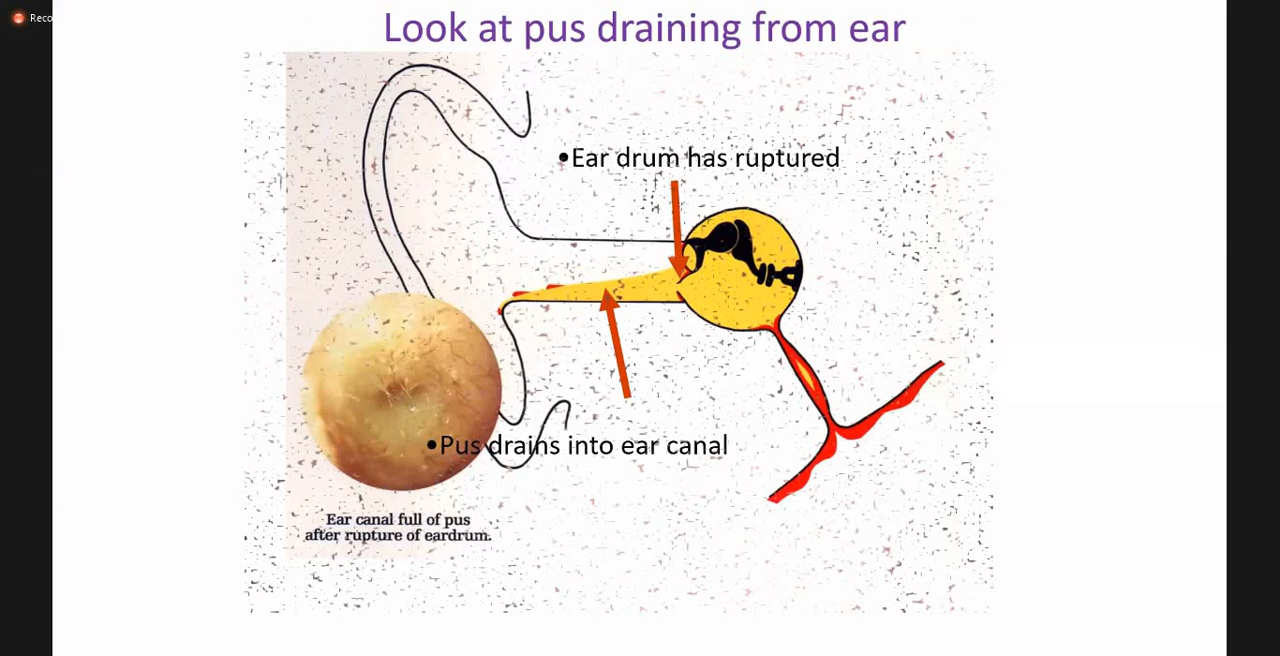 Reco
Look at pus draining from ear
•Ear drum has ruptured
•Pus drains into ear canal
Ear canal full of pus
after rupture of eardrum.